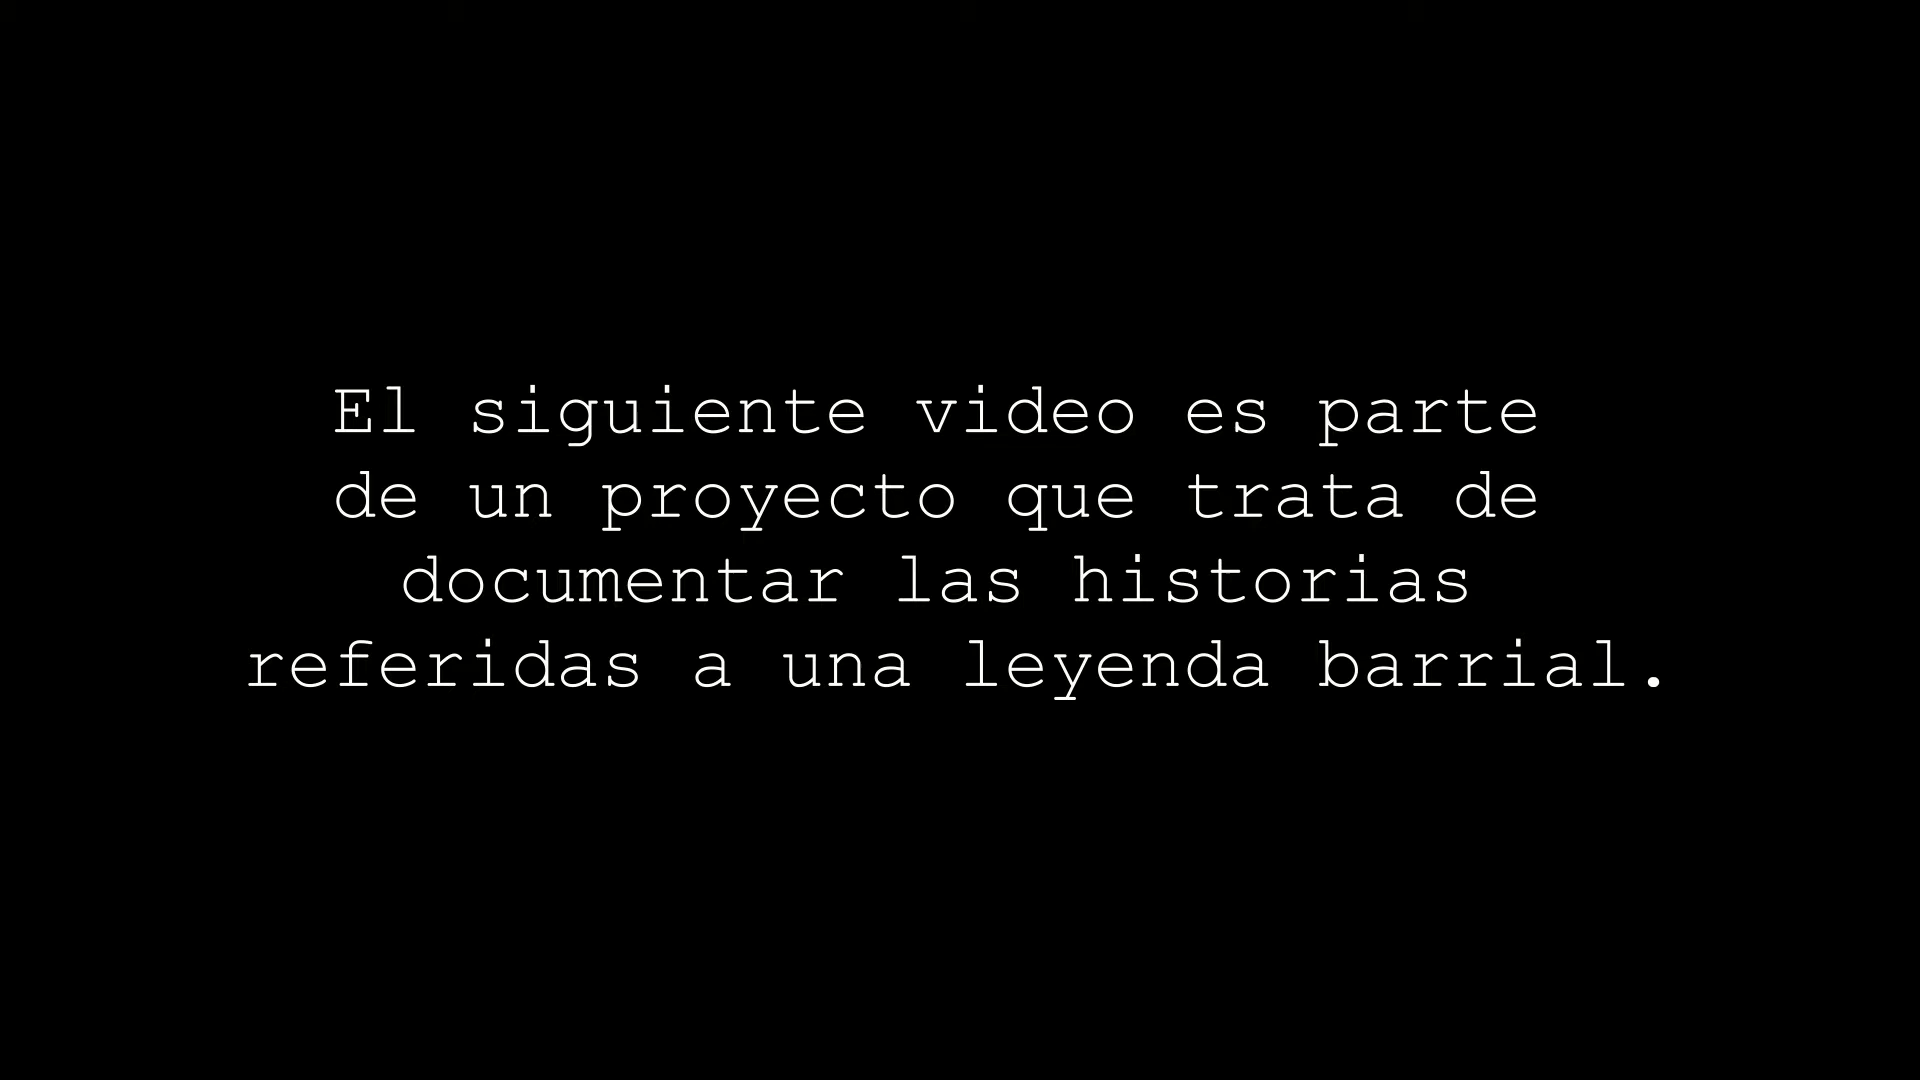 El siguiente video es parte
de un proyecto que trata de
documentar las historias
referidas a una leyenda barrial.